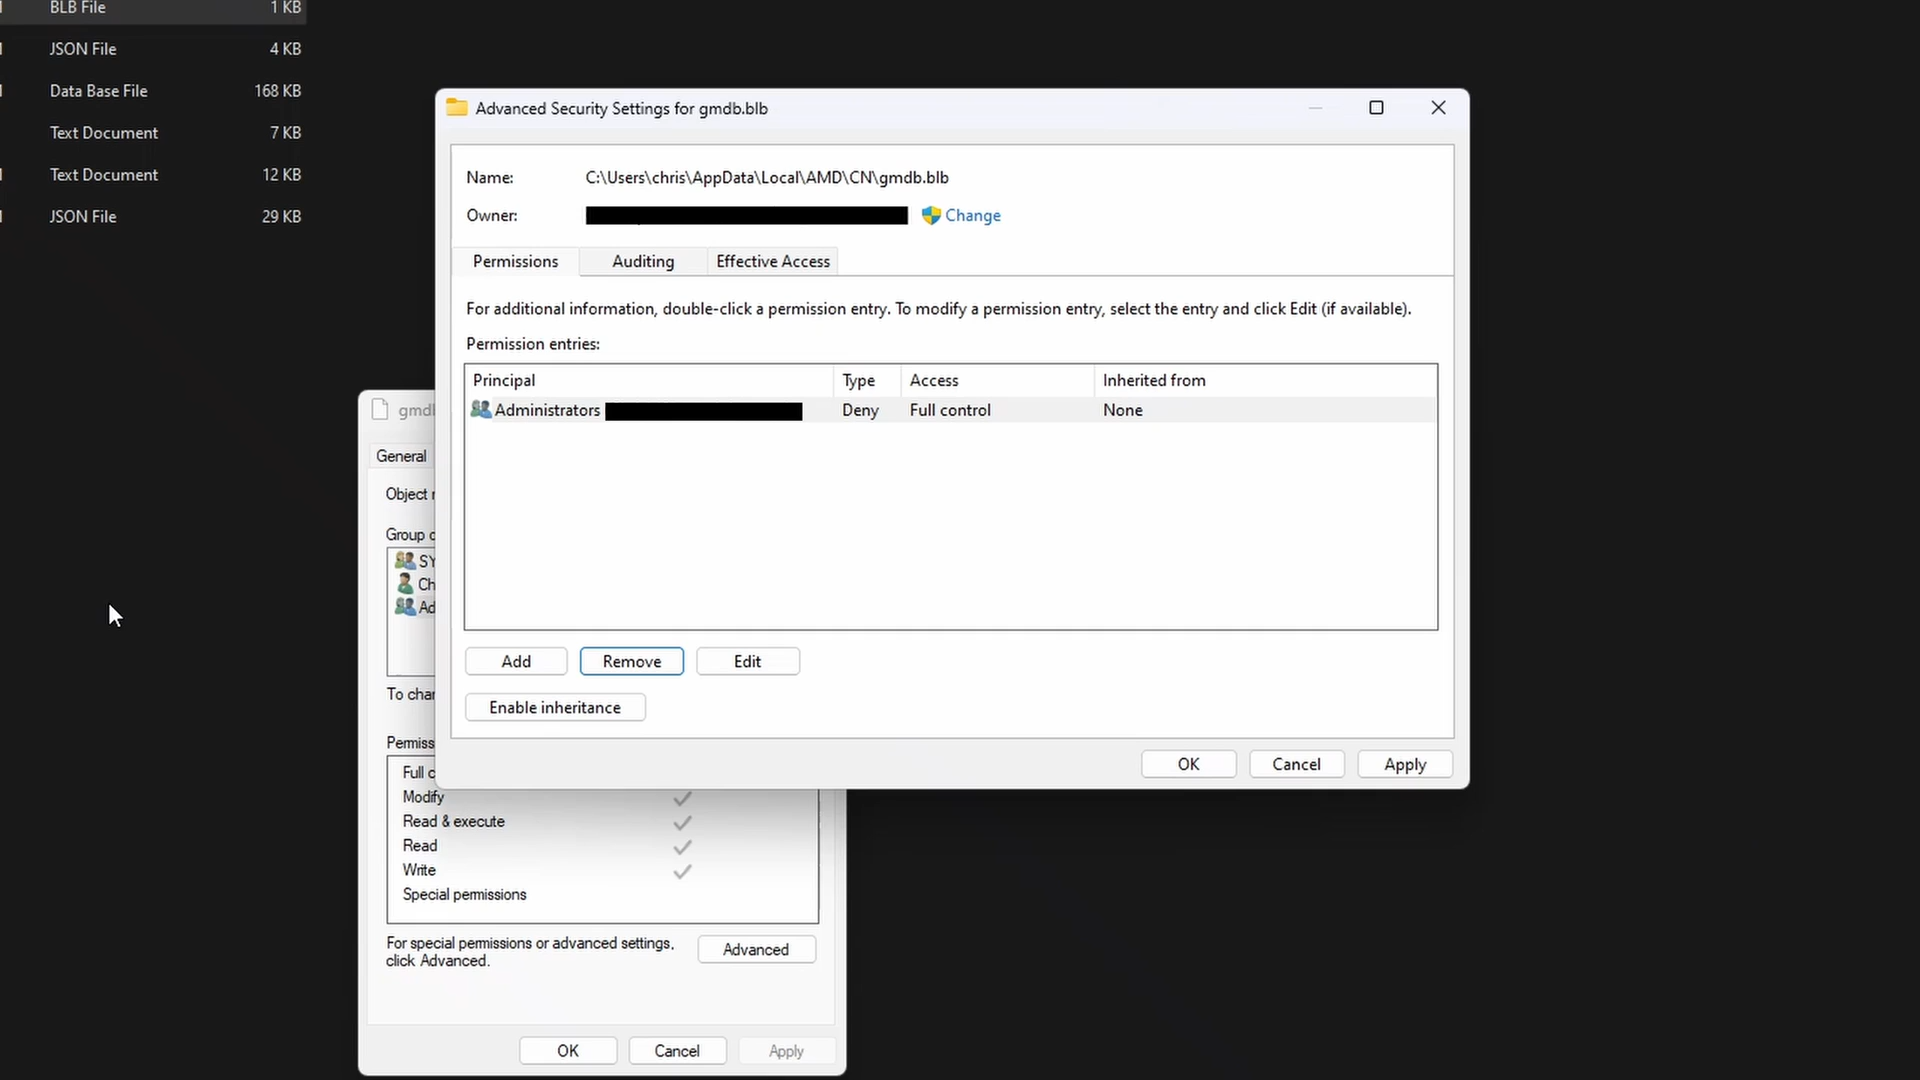 BLB File 1 KB
JSON File 4 KB
Data Base File 168 KB
Text Document 7 KB
Text Document 12 KB
JSON File 29 KB
Advanced Security Settings for gmdb.blb
Name: C:\Users\chris\AppData\Local\AMD\CN\gmdb.blb
Owner: Change
Permissions Auditing Effective Access
For additional information, double-click a permission entry. To modify a permission entry, select the entry and click Edit (if available).
Permission entries:
Principal Type Access Inherited from
Administrators Deny Full control None
Add Remove Edit
Enable inheritance
OK Cancel Apply
General
Object
Group
To
Full
Modify
Read & execute
Read
Write
Special permissions
For special permissions or advanced settings,
click Advanced.
Advanced
OK Cancel Apply